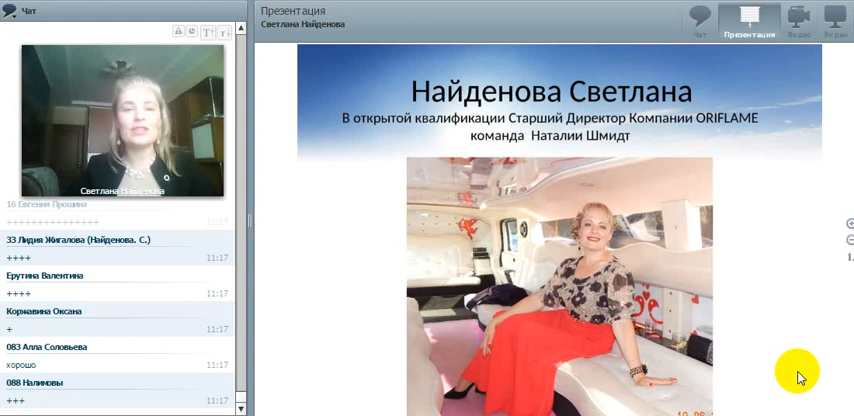 Чат
Светлана Найденова
16 Евгения Прошина
+++++++++++++++ 11:17
33 Лидия Жигалова (Найденова. С.)
++++ 11:17
Ерутина Валентина
++++ 11:17
Коржавина Оксана
+ 11:17
083 Алла Соловьева
хорошо 11:17
088 Налимовы
+++ 11:17
Презентация
Светлана Найденова
Чат
Презентация
Видео
Экран
Найденова Светлана
В открытой квалификации Старший Директор Компании ORIFLAME
команда Наталии Шмидт